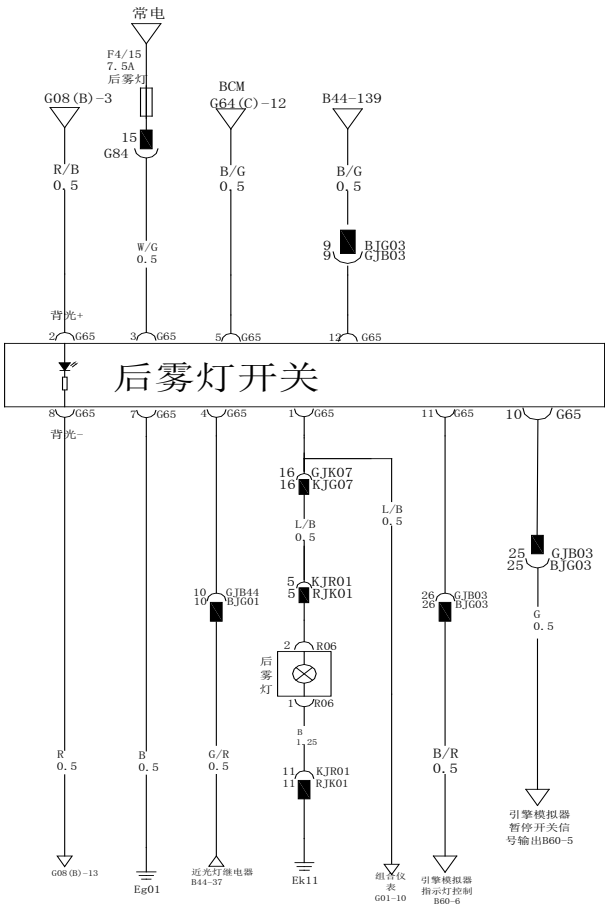 常电
F4/15
7.5A
后雾灯
G08(B)-3
BCM
G64(C)-12
B44-139
15
G84
R/B
0.5
B/G
0.5
B/G
0.5
W/G
0.5
9 BJG03
9 GJB03
背光+
2 G65
3 G65
5 G65
12 G65
后雾灯开关
8 G65
7 G65
4 G65
1 G65
11 G65
10 G65
背光-
16 GJK07
16 KJG07
L/B
0.5
L/B
0.5
25 GJB03
25 BJG03
5 KJR01
5 RJK01
10 GJB44
10 BJG01
26 GJB03
26 BJG03
G
0.5
2 R06
后雾灯
1 R06
B
1.25
R
0.5
B
0.5
G/R
0.5
B/R
0.5
11 KJR01
11 RJK01
引擎模拟器
暂停开关信
号输出B60-5
G08(B)-13
Eg01
近光灯继电器
B44-37
Ek11
组合仪
表
G01-10
引擎模拟器
指示灯控制
B60-6